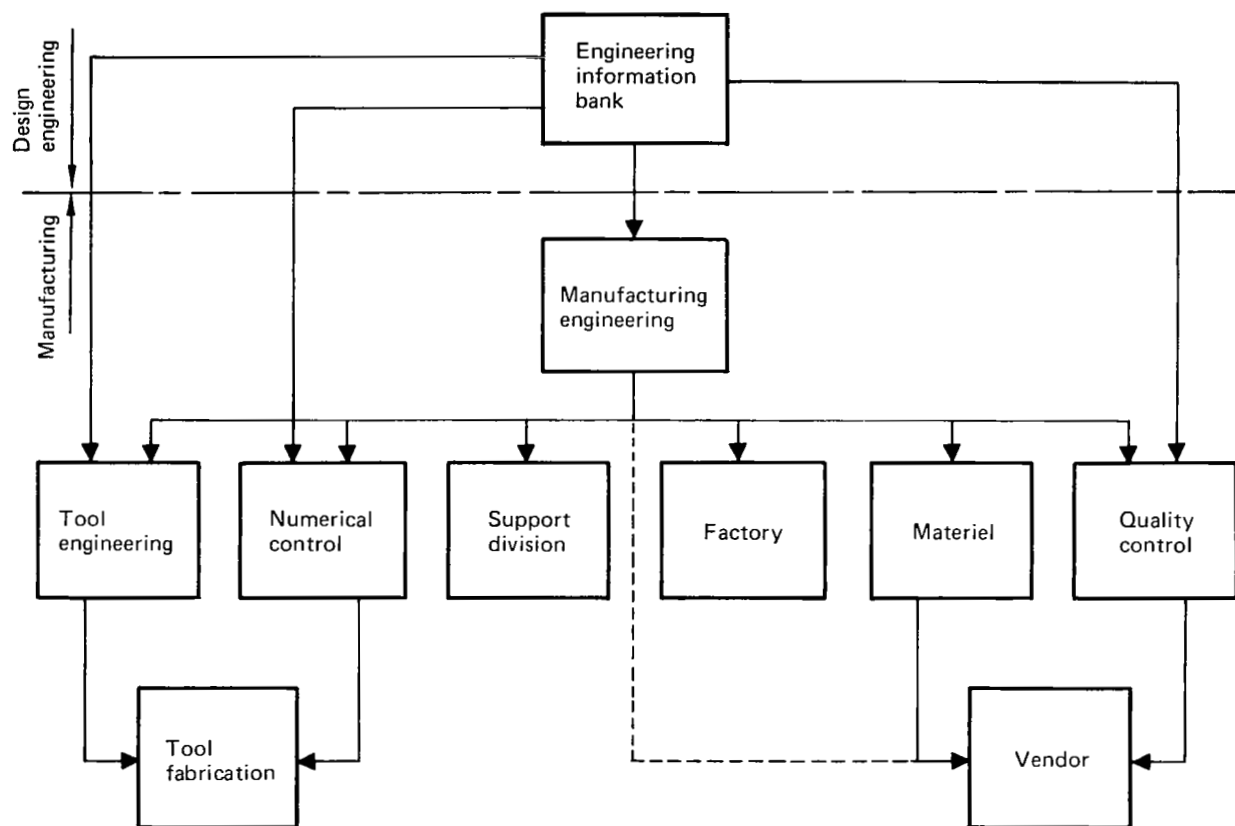 Design
engineering
Engineering
information
bank
Manufacturing
Manufacturing
engineering
Tool
engineering
Numerical
control
Support
division
Factory
Materiel
Quality
control
Tool
fabrication
Vendor